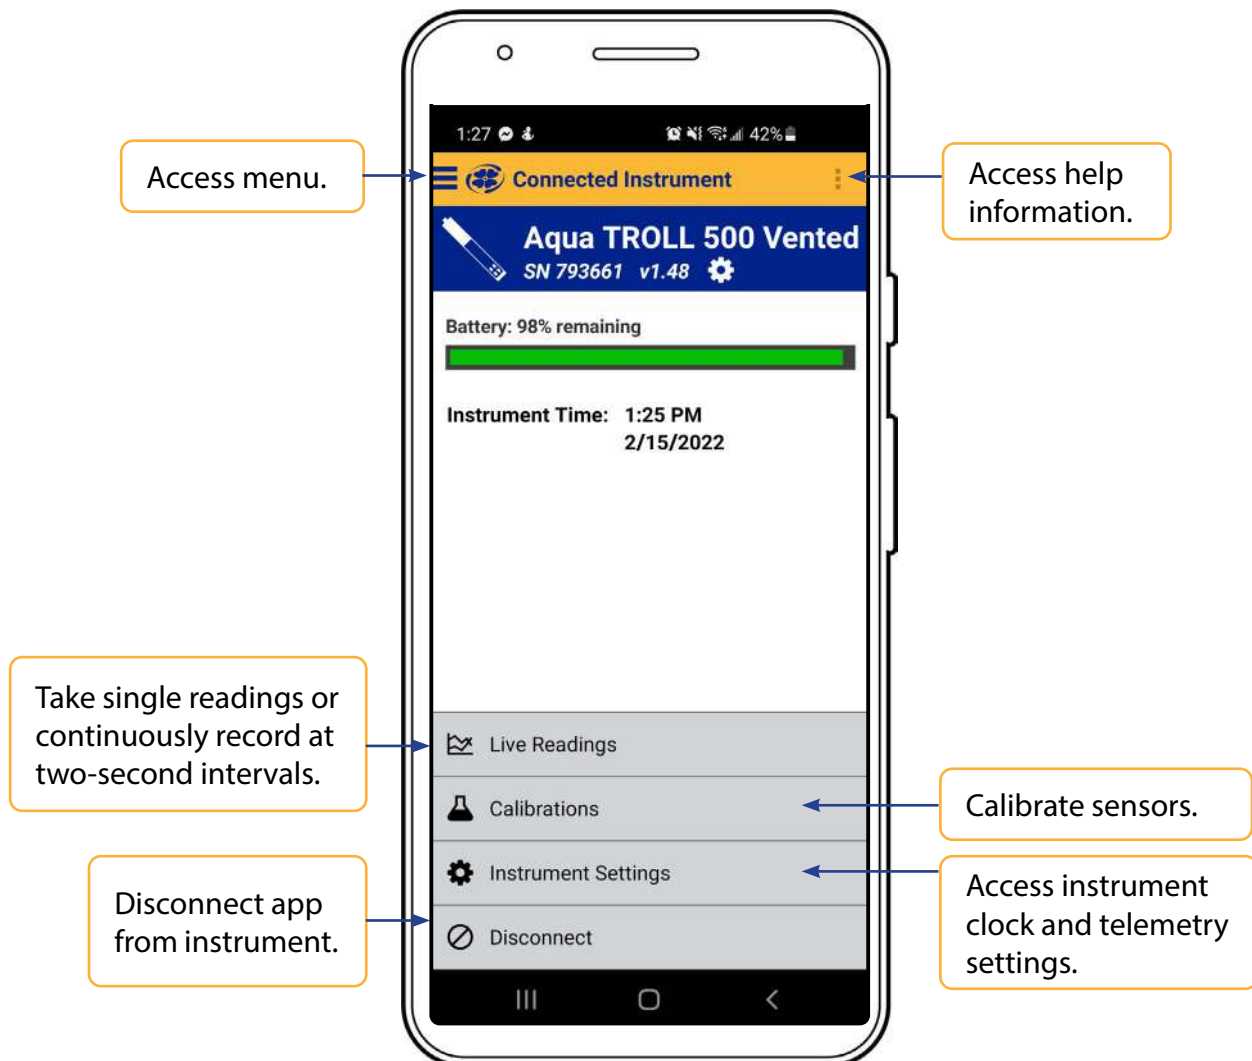 1:27 42%
Access menu.
Connected Instrument
Access help
information.
Aqua TROLL 500 Vented
SN 793661 v1.48
Battery: 98% remaining
Instrument Time: 1:25 PM
2/15/2022
Take single readings or
continuously record at
two-second intervals.
Live Readings
Calibrations
Calibrate sensors.
Instrument Settings
Access instrument
clock and telemetry
settings.
Disconnect app
from instrument.
Disconnect